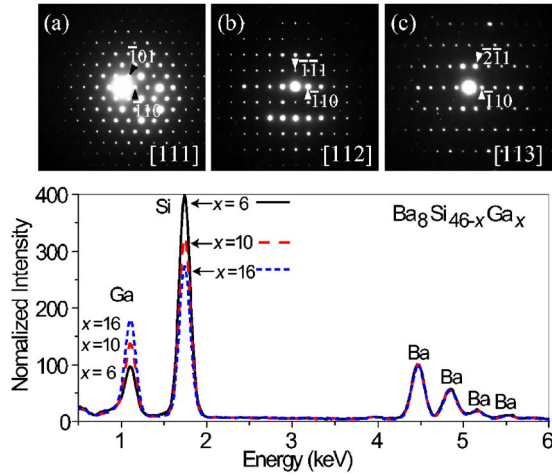 (a)
1̄01
1̄10
[111]
(b)
1̄1̄1
1̄10
[112]
(c)
2̄1̄1
1̄10
[113]
400
300
200
100
0
Normalized Intensity
Si
x=6
x=10
x=16
Ba₈Si₄₆₋ₓGaₓ
Ga
x=16
x=10
x=6
Ba
Ba
Ba
Ba
1 2 3 4 5 6
Energy (keV)